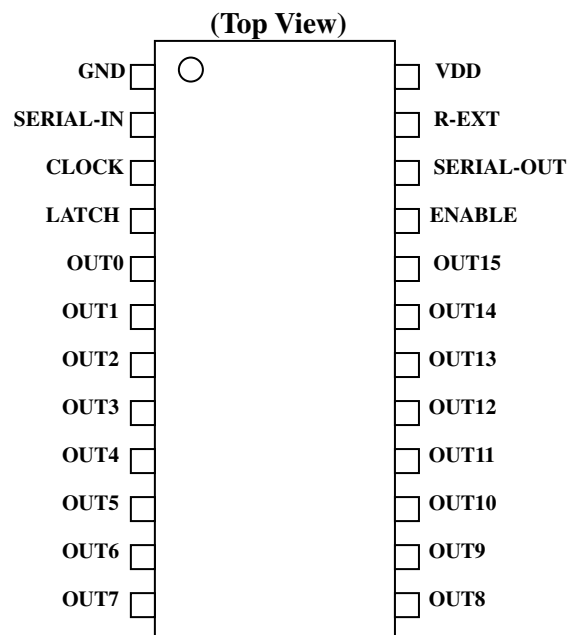 (Top View)
GND VDD
SERIAL-IN R-EXT
CLOCK SERIAL-OUT
LATCH ENABLE
OUT0 OUT15
OUT1 OUT14
OUT2 OUT13
OUT3 OUT12
OUT4 OUT11
OUT5 OUT10
OUT6 OUT9
OUT7 OUT8